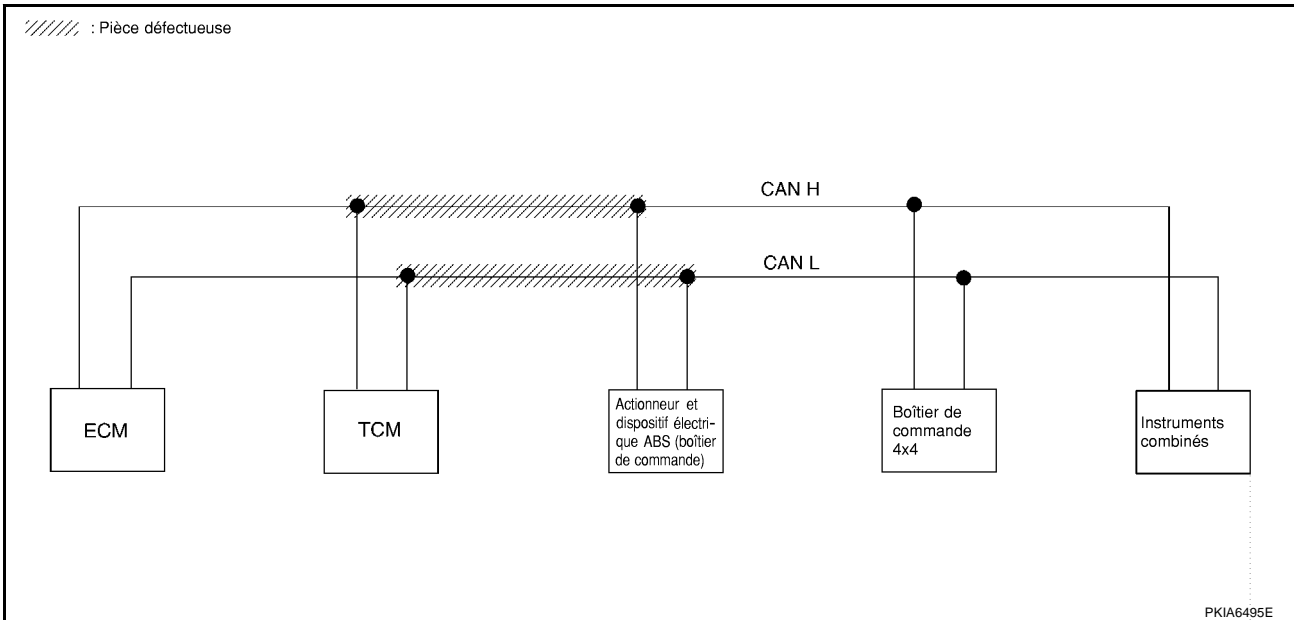 : Pièce défectueuse
CAN H
CAN L
ECM
TCM
Actionneur et
dispositif électri-
que ABS (boîtier
de commande)
Boîtier de
commande
4x4
Instruments
combinés
PKIA6495E